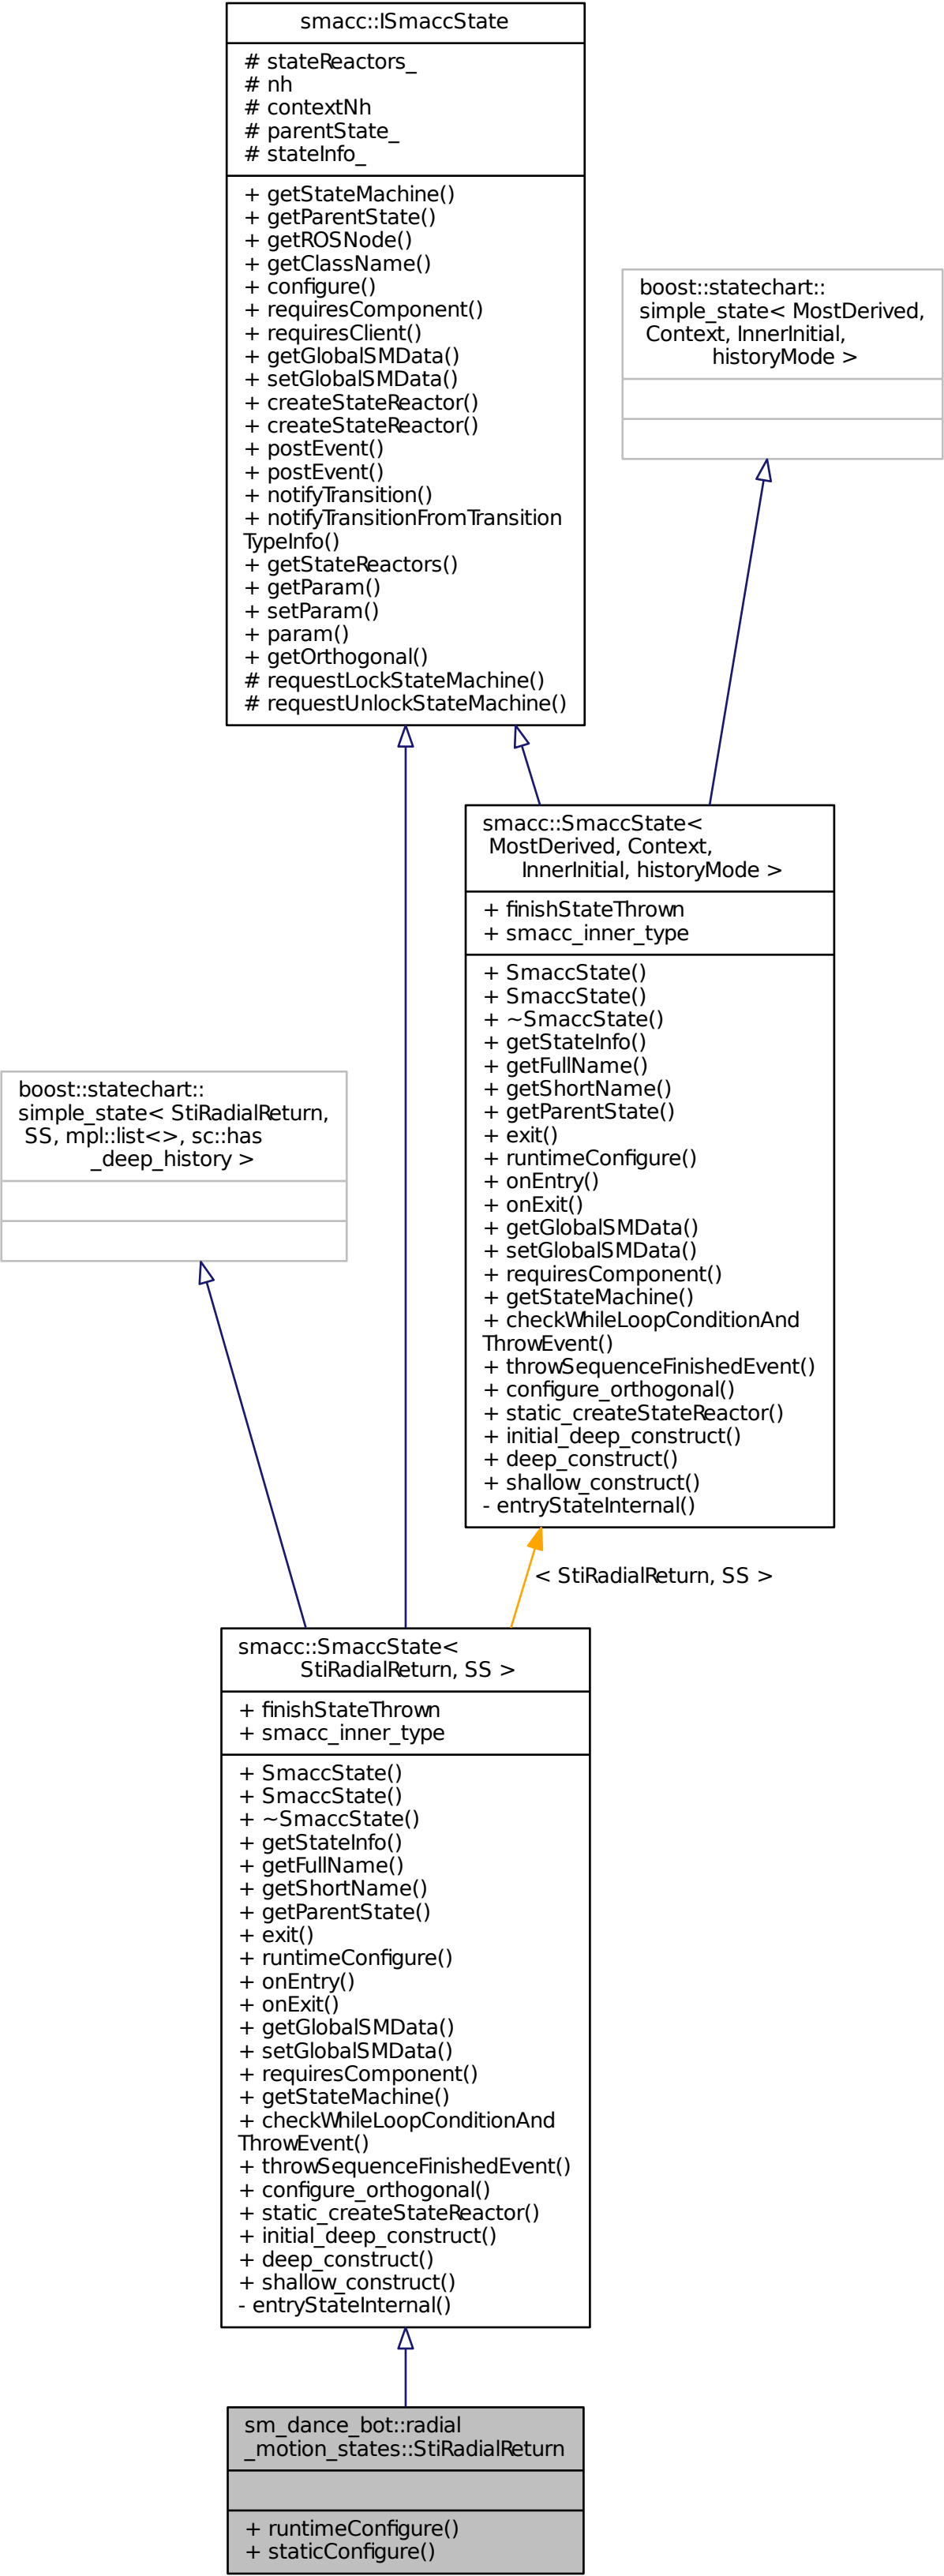 smacc::ISmaccState
# stateReactors_
# nh
# contextNh
# parentState_
# stateInfo_
+ getStateMachine()
+ getParentState()
+ getROSNode()
+ getClassName()
+ configure()
+ requiresComponent()
+ requiresClient()
+ getGlobalSMData()
+ setGlobalSMData()
+ createStateReactor()
+ createStateReactor()
+ postEvent()
+ postEvent()
+ notifyTransition()
+ notifyTransitionFromTransition
TypeInfo()
+ getStateReactors()
+ getParam()
+ setParam()
+ param()
+ getOrthogonal()
# requestLockStateMachine()
# requestUnlockStateMachine()
boost::statechart::
simple_state< MostDerived,
Context, InnerInitial,
historyMode >
smacc::SmaccState<
MostDerived, Context,
InnerInitial, historyMode >
+ finishStateThrown
+ smacc_inner_type
+ SmaccState()
+ SmaccState()
+ ~SmaccState()
+ getStateInfo()
+ getFullName()
+ getShortName()
+ getParentState()
+ exit()
+ runtimeConfigure()
+ onEntry()
+ onExit()
+ getGlobalSMData()
+ setGlobalSMData()
+ requiresComponent()
+ getStateMachine()
+ checkWhileLoopConditionAnd
ThrowEvent()
+ throwSequenceFinishedEvent()
+ configure_orthogonal()
+ static_createStateReactor()
+ initial_deep_construct()
+ deep_construct()
+ shallow_construct()
- entryStateInternal()
boost::statechart::
simple_state< StiRadialReturn,
SS, mpl::list<>, sc::has
_deep_history >
< StiRadialReturn, SS >
smacc::SmaccState<
StiRadialReturn, SS >
+ finishStateThrown
+ smacc_inner_type
+ SmaccState()
+ SmaccState()
+ ~SmaccState()
+ getStateInfo()
+ getFullName()
+ getShortName()
+ getParentState()
+ exit()
+ runtimeConfigure()
+ onEntry()
+ onExit()
+ getGlobalSMData()
+ setGlobalSMData()
+ requiresComponent()
+ getStateMachine()
+ checkWhileLoopConditionAnd
ThrowEvent()
+ throwSequenceFinishedEvent()
+ configure_orthogonal()
+ static_createStateReactor()
+ initial_deep_construct()
+ deep_construct()
+ shallow_construct()
- entryStateInternal()
sm_dance_bot::radial
_motion_states::StiRadialReturn
+ runtimeConfigure()
+ staticConfigure()